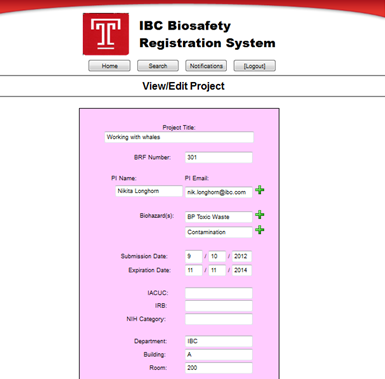 T
IBC Biosafety
Registration System
Home Search Notifications [Logout]
View/Edit Project
Project Title:
Working with whales
BRF Number: 301
PI Name: PI Email:
Nikita Longhorn nik.longhorn@ibc.com
Biohazard(s): BP Toxic Waste
Contamination
Submission Date: 9 / 10 / 2012
Expiration Date: 11 / 11 / 2014
IACUC:
IRB:
NIH Category:
Department: IBC
Building: A
Room: 200